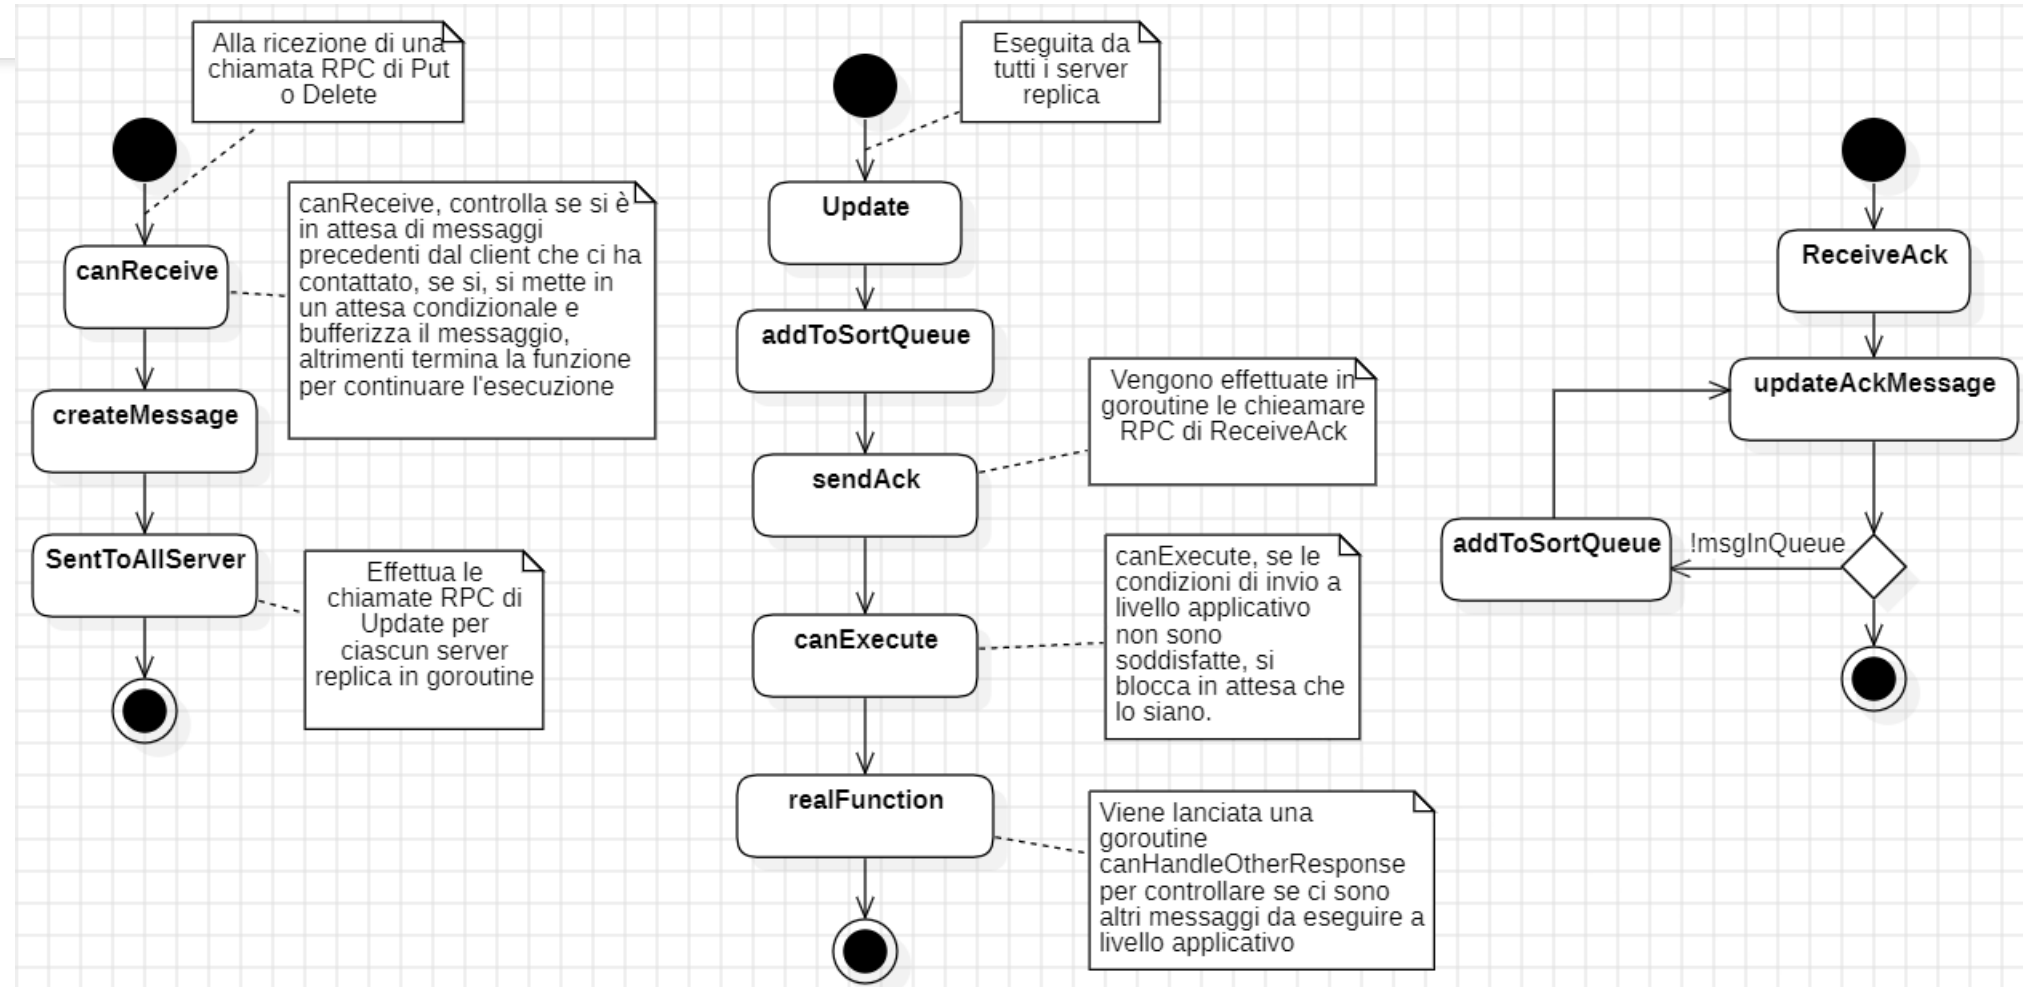 Alla ricezione di una
chiamata RPC di Put
o Delete
canReceive
canReceive, controlla se si è
in attesa di messaggi
precedenti dal client che ci ha
contattato, se si, si mette in
un attesa condizionale e
bufferizza il messaggio,
altrimenti termina la funzione
per continuare l'esecuzione
createMessage
SentToAllServer
Effettua le
chiamate RPC di
Update per
ciascun server
replica in goroutine
Eseguita da
tutti i server
replica
Update
addToSortQueue
sendAck
Vengono effettuate in
goroutine le chieamare
RPC di ReceiveAck
canExecute
canExecute, se le
condizioni di invio a
livello applicativo
non sono
soddisfatte, si
blocca in attesa che
lo siano.
realFunction
Viene lanciata una
goroutine
canHandleOtherResponse
per controllare se ci sono
altri messaggi da eseguire a
livello applicativo
ReceiveAck
updateAckMessage
addToSortQueue
!msgInQueue